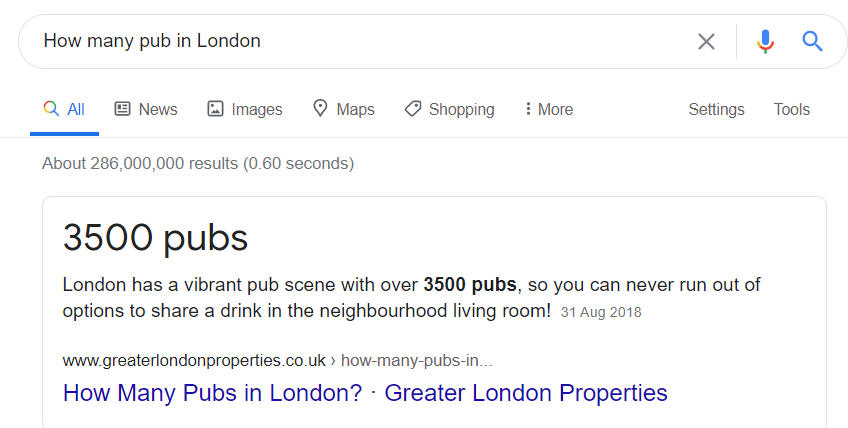 How many pub in London
All News Images Maps Shopping More Settings Tools
About 286,000,000 results (0.60 seconds)
3500 pubs
London has a vibrant pub scene with over 3500 pubs, so you can never run out of
options to share a drink in the neighbourhood living room! 31 Aug 2018
www.greaterlondonproperties.co.uk › how-many-pubs-in...
How Many Pubs in London? · Greater London Properties